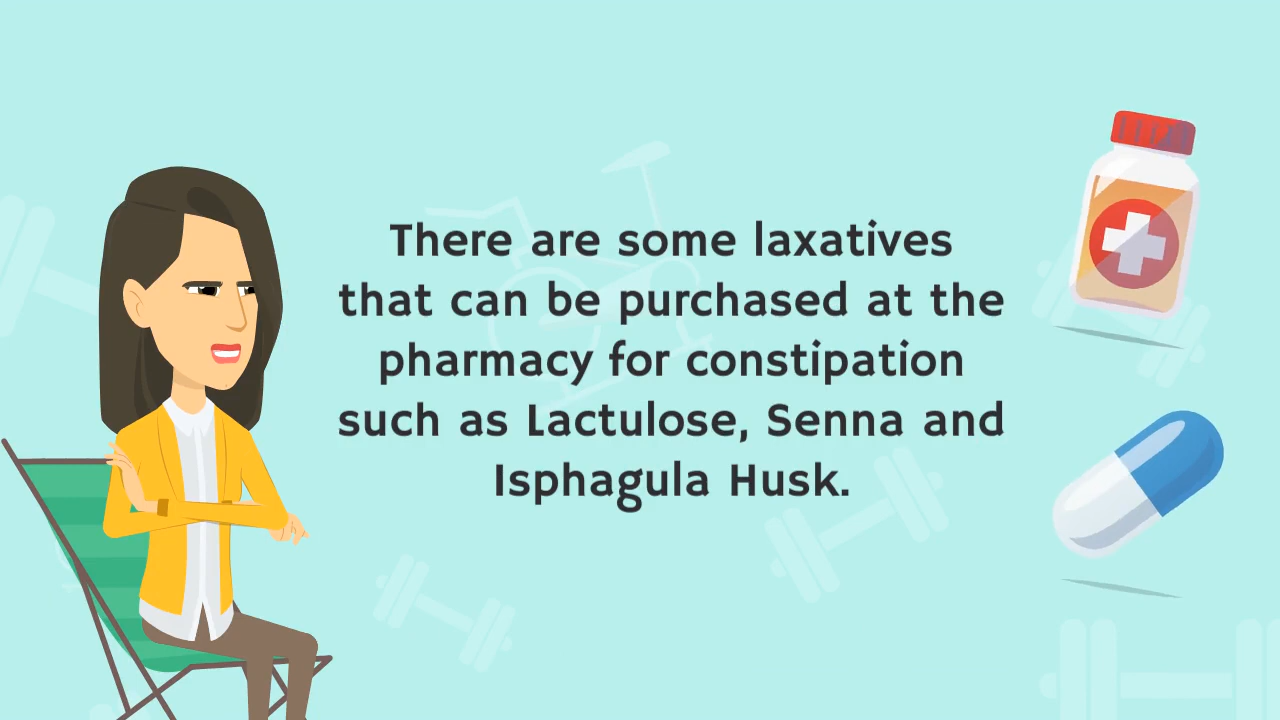 There are some laxatives
that can be purchased at the
pharmacy for constipation
such as Lactulose, Senna and
Isphagula Husk.